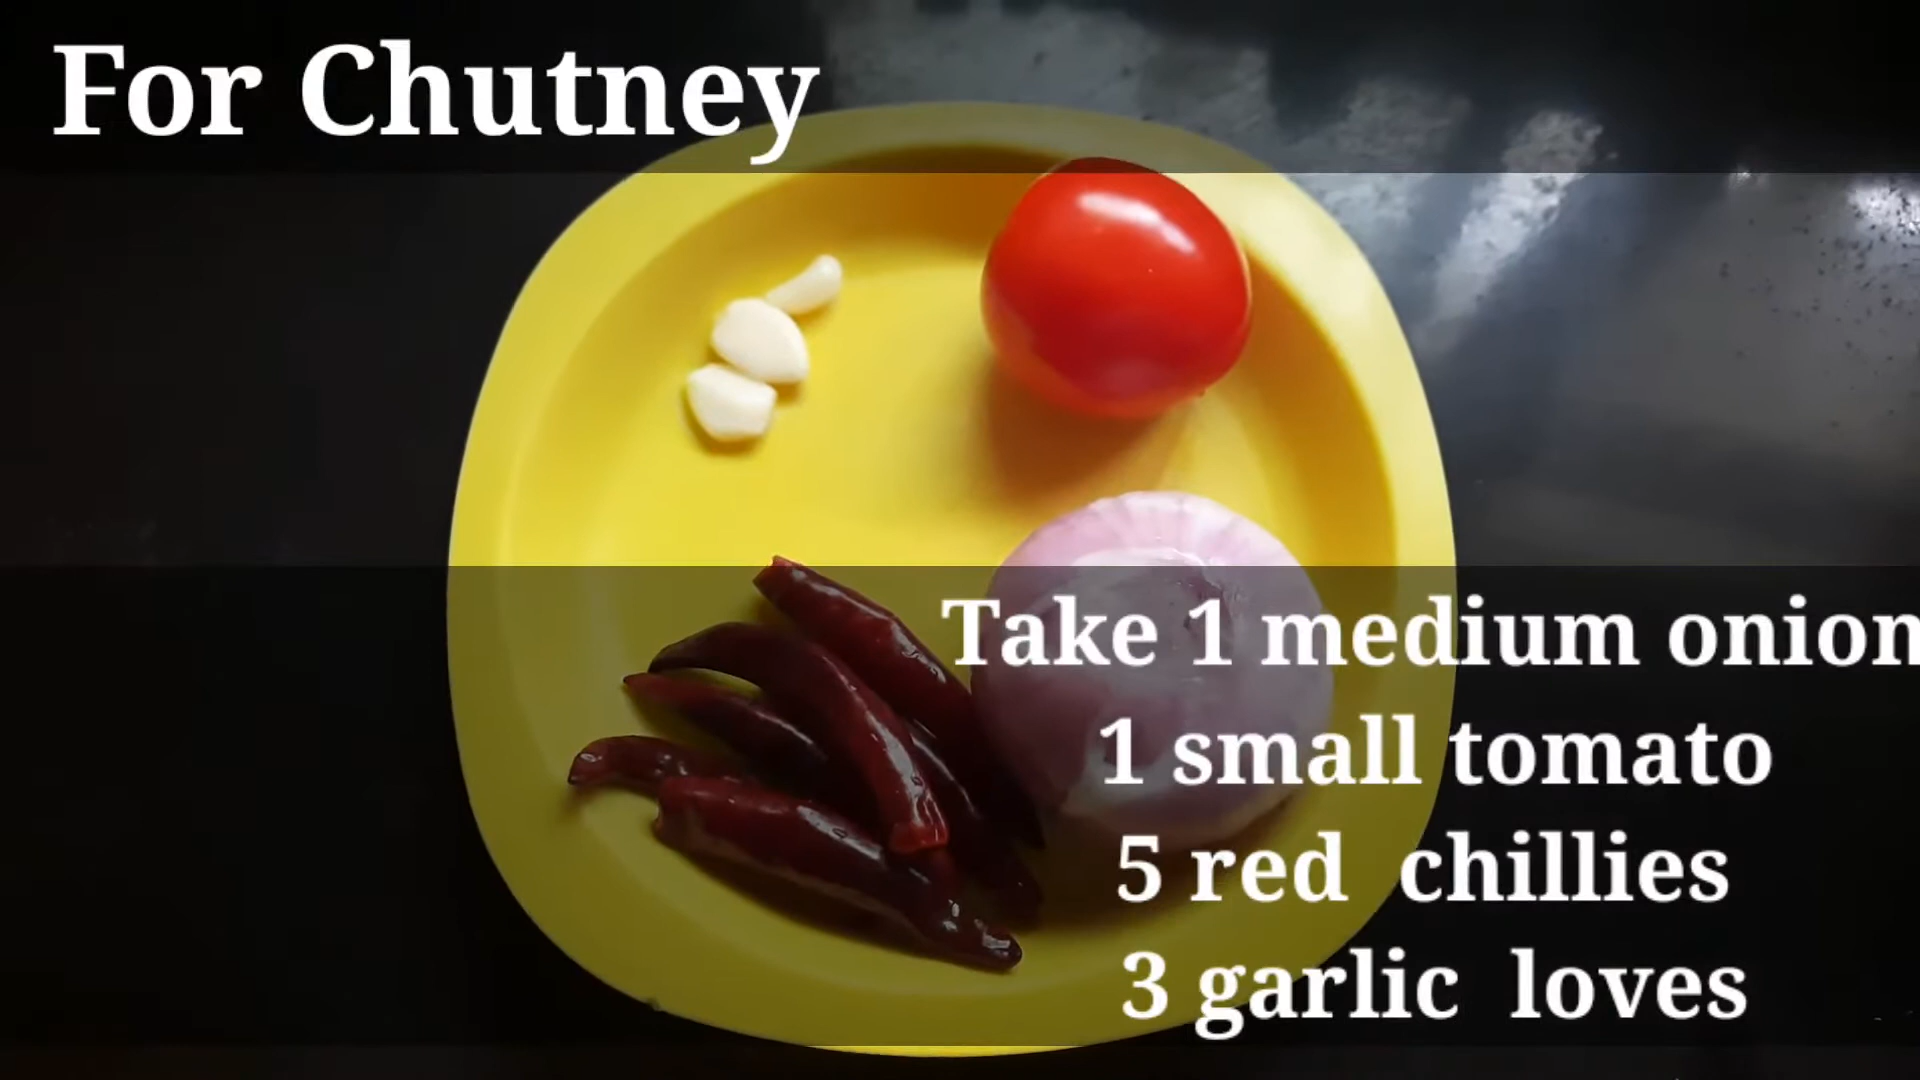 For Chutney
Take 1 medium onion
1 small tomato
5 red chillies
3 garlic loves